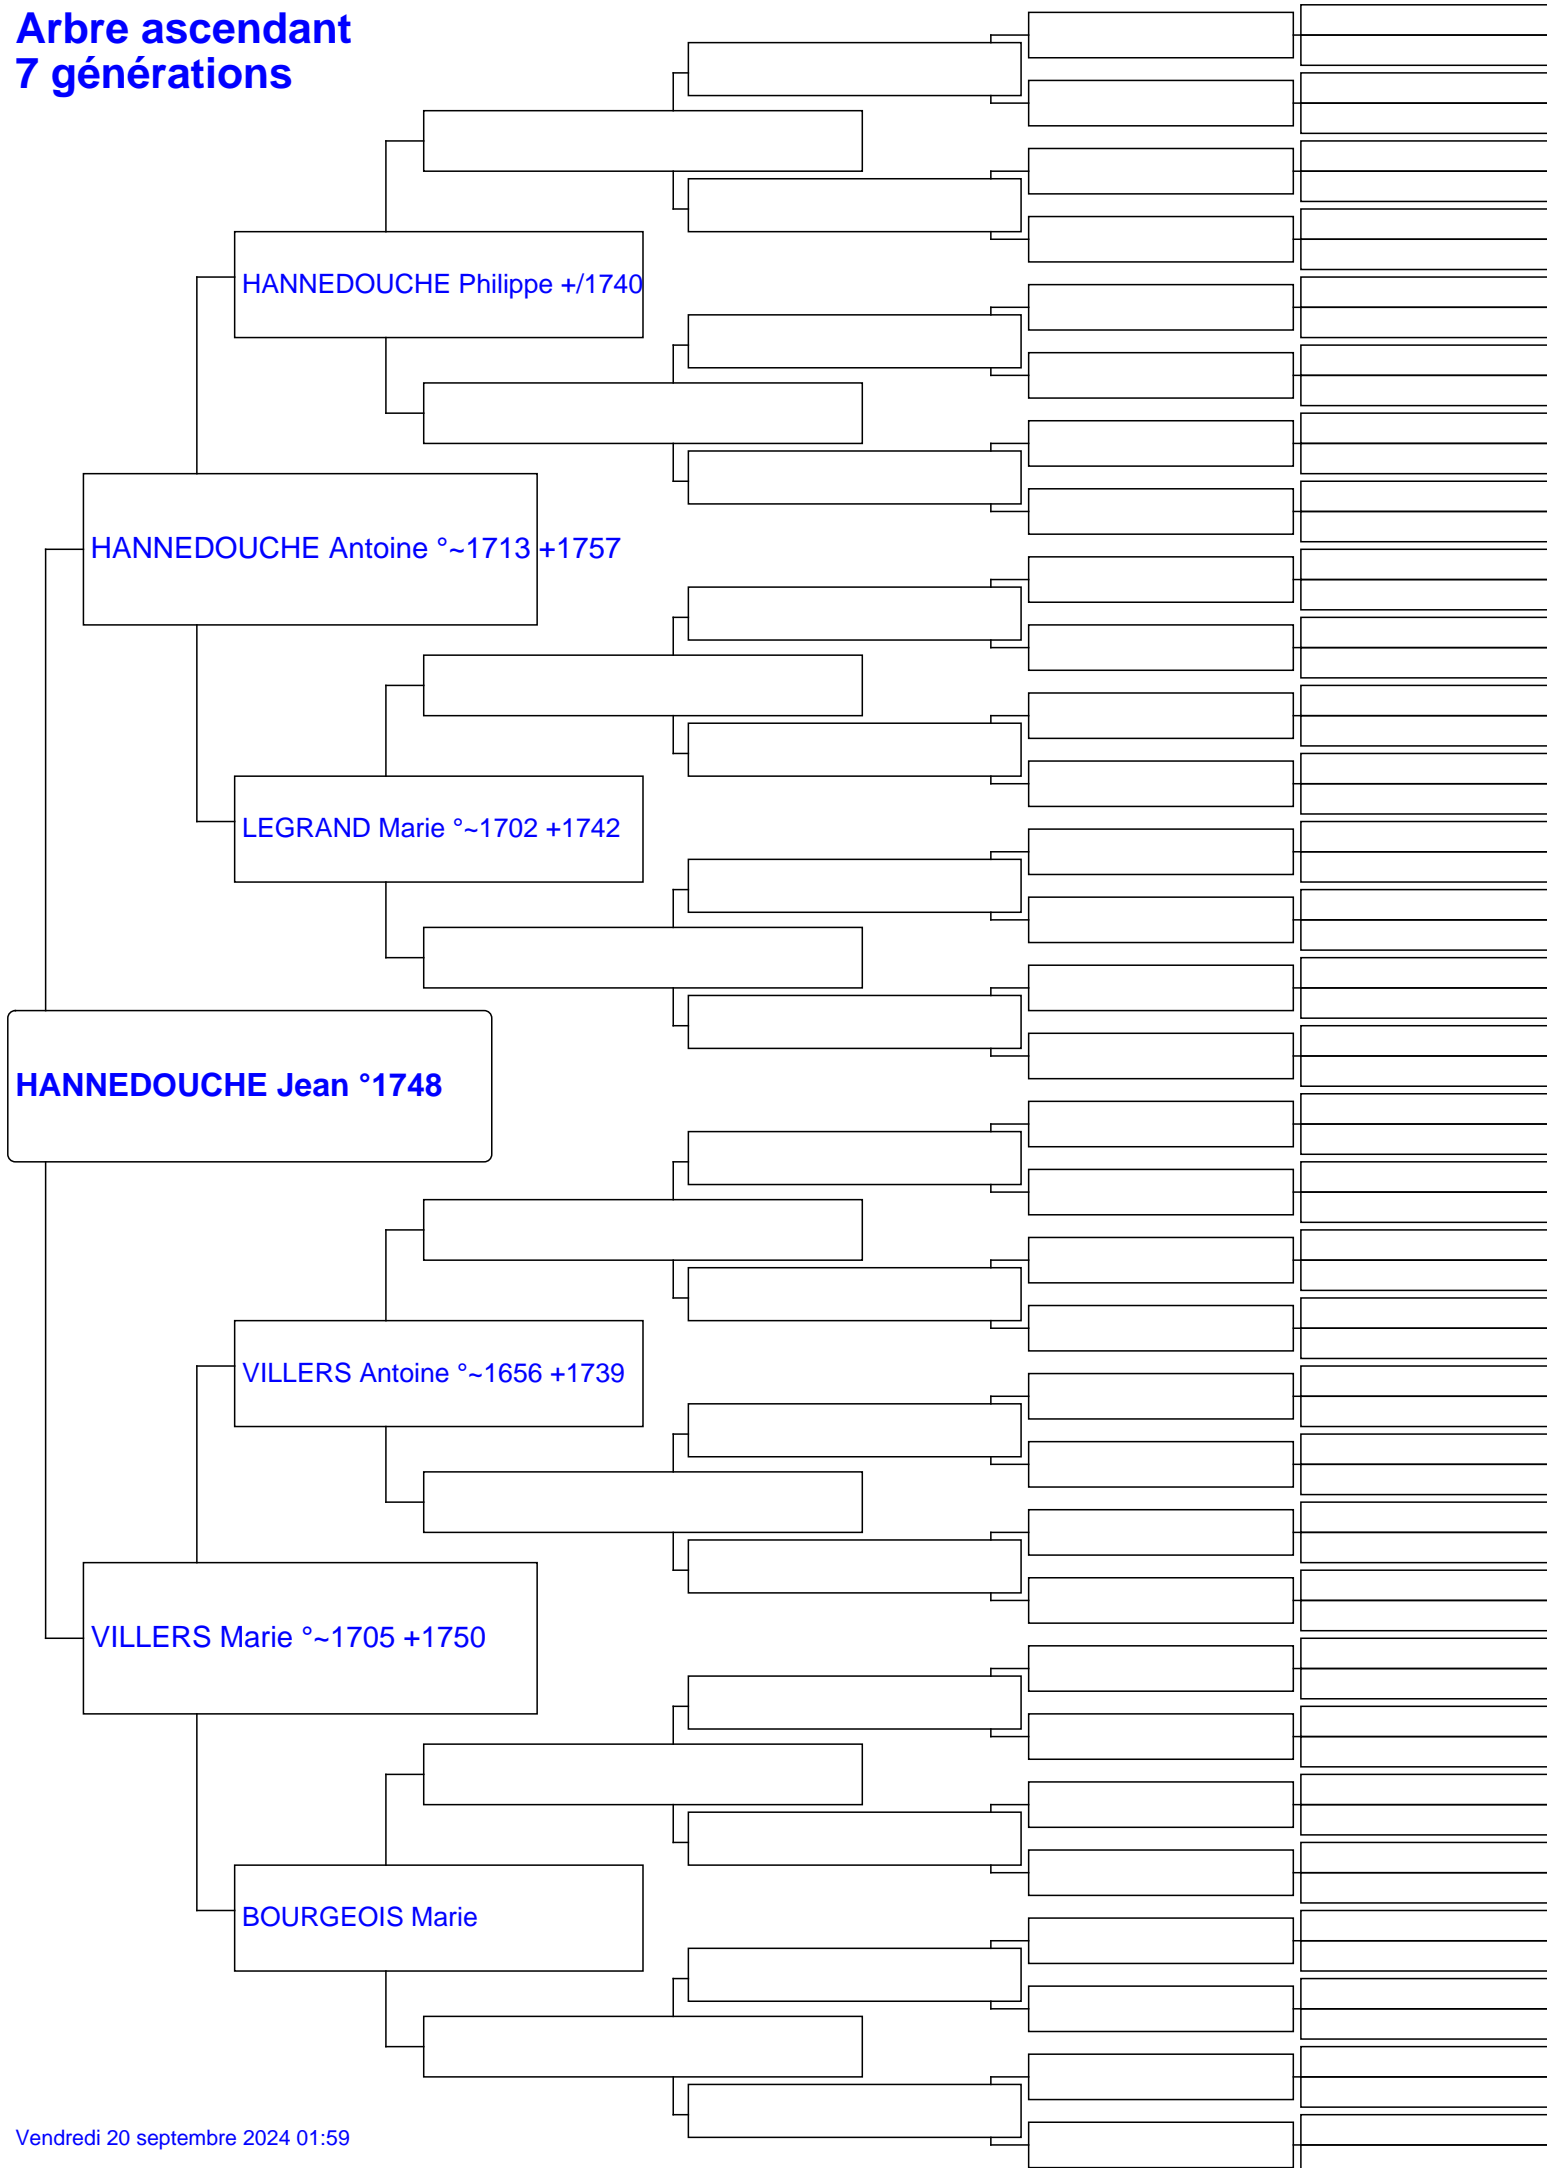 Arbre ascendant
7 générations
HANNEDOUCHE Philippe +/1740
HANNEDOUCHE Antoine °~1713 +1757
LEGRAND Marie °~1702 +1742
HANNEDOUCHE Jean °1748
VILLERS Antoine °~1656 +1739
VILLERS Marie °~1705 +1750
BOURGEOIS Marie
Vendredi 20 septembre 2024 01:59